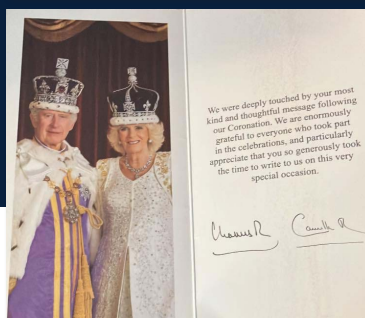 We were deeply touched by your most
kind and thoughtful message following
our Coronation. We are enormously
grateful to everyone who took part
in the celebrations, and particularly
appreciate that you so generously took
the time to write to us on this very
special occasion.
Charles R Camilla R